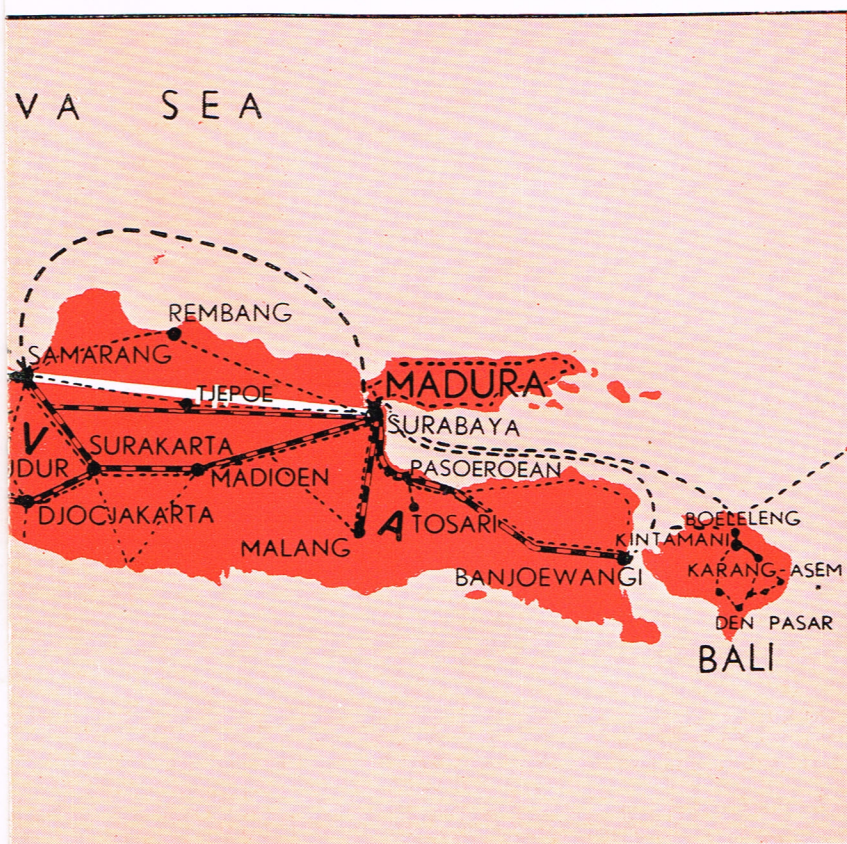 VA SEA
REMBANG
SAMARANG
TJEPOE
MADURA
SURABAYA
V
SURAKARTA
UDUR
MADIOEN
PASOEROEAN
DJOCJAKARTA
A
TOSARI
BOELELENG
KINTAMANI
MALANG
KARANG-ASEM
BANJOEWANGI
DEN PASAR
BALI